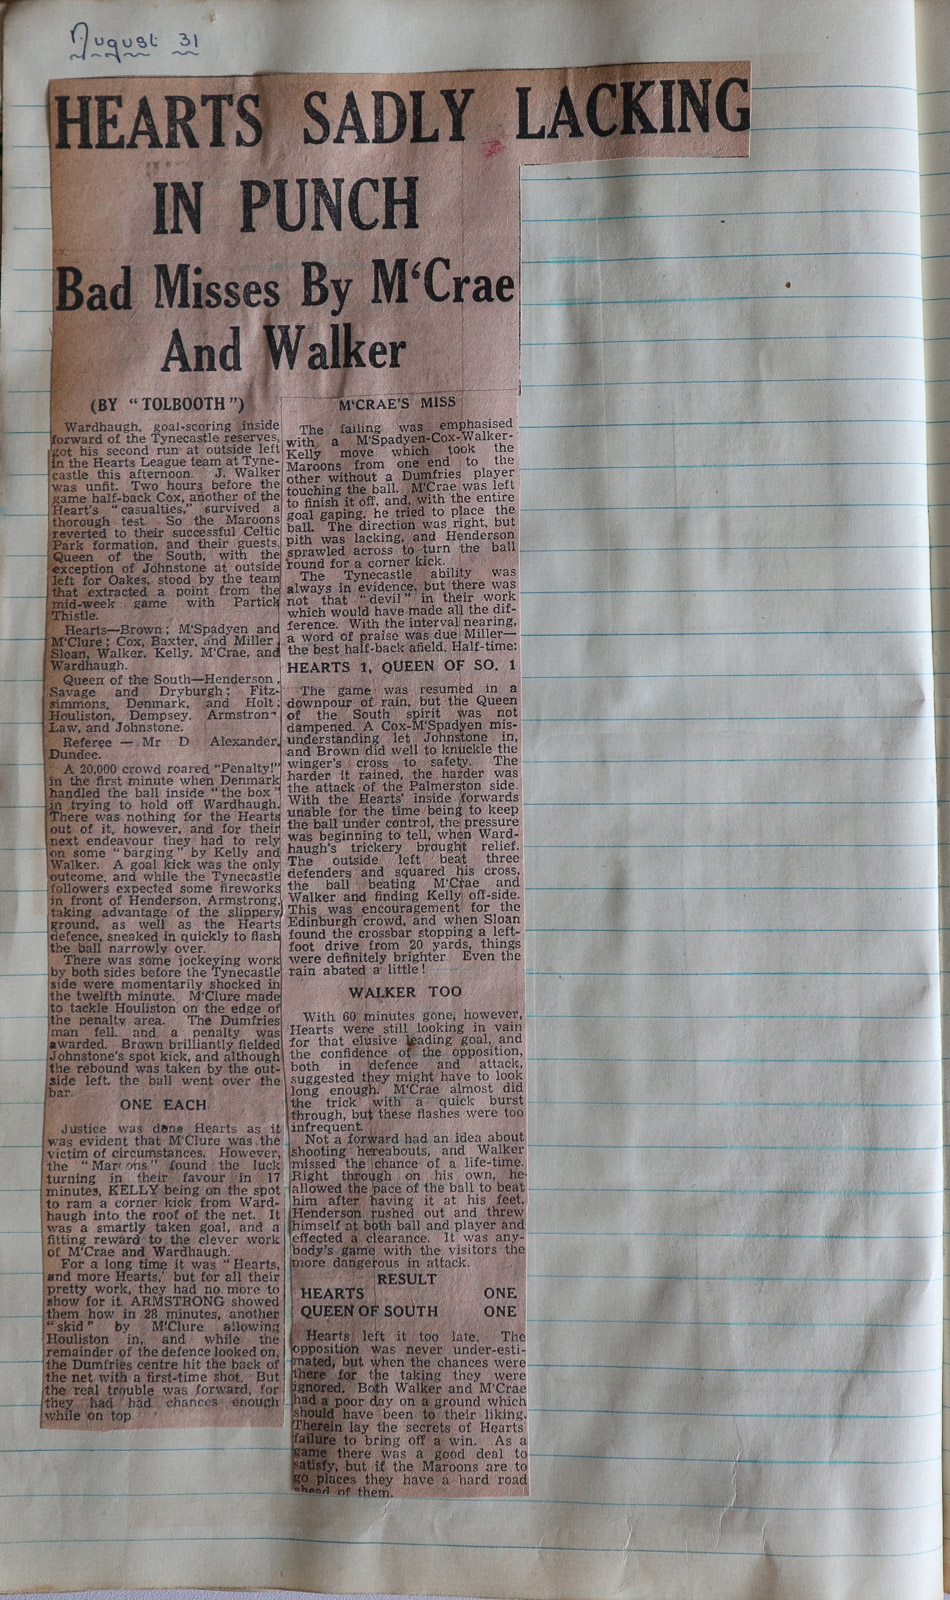 August 31
HEARTS SADLY LACKING
IN PUNCH
Bad Misses By M'Crae
And Walker
(BY "TOLBOOTH")
Wardhaugh, goal-scoring inside
forward of the Tynecastle reserves,
got his second run at outside left
in the Hearts League team at Tyne-
castle this afternoon. J. Walker
was unfit. Two hours before the
game half-back Cox, another of the
Heart's "casualties," survived a
thorough test. So the Maroons
reverted to their successful Celtic
Park formation, and their guests,
Queen of the South, with the
exception of Johnstone at outside
left for Oakes, stood by the team
that extracted a point from the
mid-week game with Partick
Thistle.
Hearts—Brown; M'Spadyen and
M'Clure; Cox, Baxter, and Miller
Sloan, Walker, Kelly, M'Crae, and
Wardhaugh.
Queen of the South—Henderson,
Savage and Dryburgh; Fitz-
simmons, Denmark, and Holt;
Houliston, Dempsey, Armstron
Law, and Johnstone.
Referee — Mr D Alexander,
Dundee.
A 20,000 crowd roared "Penalty!"
in the first minute when Denmark
handled the ball inside "the box"
in trying to hold off Wardhaugh.
There was nothing for the Hearts
out of it, however, and for their
next endeavour they had to rely
on some "barging" by Kelly and
Walker. A goal kick was the only
outcome, and while the Tynecastle
followers expected some fireworks
in front of Henderson, Armstrong,
taking advantage of the slippery
ground, as well as the Hearts
defence, sneaked in quickly to flash
the ball narrowly over.
There was some jockeying work
by both sides before the Tynecastle
side were momentarily shocked in
the twelfth minute. M'Clure made
to tackle Houliston on the edge of
the penalty area. The Dumfries
man fell, and a penalty was
awarded. Brown brilliantly fielded
Johnstone's spot kick, and although
the rebound was taken by the out-
side left, the ball went over the
bar.
ONE EACH
Justice was done Hearts as it
was evident that M'Clure was the
victim of circumstances. However,
the "Maroons" found the luck
turning in their favour in 17
minutes, KELLY being on the spot
to ram a corner kick from Ward-
haugh into the roof of the net. It
was a smartly taken goal, and a
fitting reward to the clever work
of M'Crae and Wardhaugh.
For a long time it was "Hearts,
and more Hearts,' but for all their
pretty work, they had no more to
show for it. ARMSTRONG showed
them how in 28 minutes, another
"skid" by M'Clure allowing
Houliston in, and while the
remainder of the defence looked on,
the Dumfries centre hit the back of
the net with a first-time shot. But
the real trouble was forward, for
they had had chances enough
while on top
M'CRAE'S MISS
The failing was emphasised
with a M'Spadyen-Cox-Walker-
Kelly move which took the
Maroons from one end to the
other without a Dumfries player
touching the ball. M'Crae was left
to finish it off, and, with the entire
goal gaping, he tried to place the
ball. The direction was right, but
pith was lacking, and Henderson
sprawled across to turn the ball
round for a corner kick.
The Tynecastle ability was
always in evidence, but there was
not that "devil" in their work
which would have made all the dif-
ference. With the interval nearing,
a word of praise was due Miller—
the best half-back afield. Half-time:
HEARTS 1, QUEEN OF SO. 1
The game was resumed in a
downpour of rain, but the Queen
of the South spirit was not
dampened. A Cox-M'Spadyen mis-
understanding let Johnstone in,
and Brown did well to knuckle the
winger's cross to safety. The
harder it rained, the harder was
the attack of the Palmerston side.
With the Hearts' inside forwards
unable for the time being to keep
the ball under control, the pressure
was beginning to tell, when Ward-
haugh's trickery brought relief.
The outside left beat three
defenders and squared his cross,
the ball beating M'Crae and
Walker and finding Kelly off-side.
This was encouragement for the
Edinburgh crowd, and when Sloan
found the crossbar stopping a left-
foot drive from 20 yards, things
were definitely brighter Even the
rain abated a little!
WALKER TOO
With 60 minutes gone, however,
Hearts were still looking in vain
for that elusive leading goal, and
the confidence of the opposition,
both in defence and attack,
suggested they might have to look
long enough. M'Crae almost did
the trick with a quick burst
through, but these flashes were too
infrequent.
Not a forward had an idea about
shooting hereabouts, and Walker
missed the chance of a life-time.
Right through on his own, he
allowed the pace of the ball to beat
him after having it at his feet.
Henderson rushed out and threw
himself at both ball and player and
effected a clearance. It was any-
body's game with the visitors the
more dangerous in attack.
RESULT
HEARTS ONE
QUEEN OF SOUTH ONE
Hearts left it too late. The
opposition was never under-esti-
mated, but when the chances were
there for the taking they were
ignored. Both Walker and M'Crae
had a poor day on a ground which
should have been to their liking.
Therein lay the secrets of Hearts'
failure to bring off a win. As a
game there was a good deal to
satisfy, but if the Maroons are to
go places they have a hard road
ahead of them.